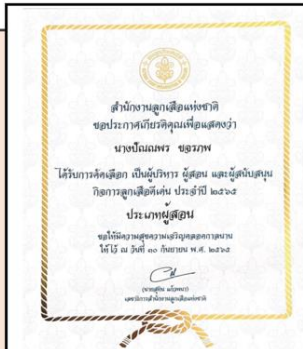 สำนักงานลูกเสือแห่งชาติ
ขอประกาศเกียรติคุณเพื่อแสดงว่า
นางปัณณพร ขจรภพ
ได้รับการคัดเลือก เป็นผู้บริหาร ผู้สอน และผู้สนับสนุน
กิจการลูกเสือดีเด่น ประจำปี ๒๕๖๕
ประเภทผู้สอน
ขอให้มีความสุขความเจริญตลอดกาลนาน
ให้ไว้ ณ วันที่ ๓๐ กันยายน พ.ศ. ๒๕๖๕
เลขาธิการสำนักงานลูกเสือแห่งชาติ